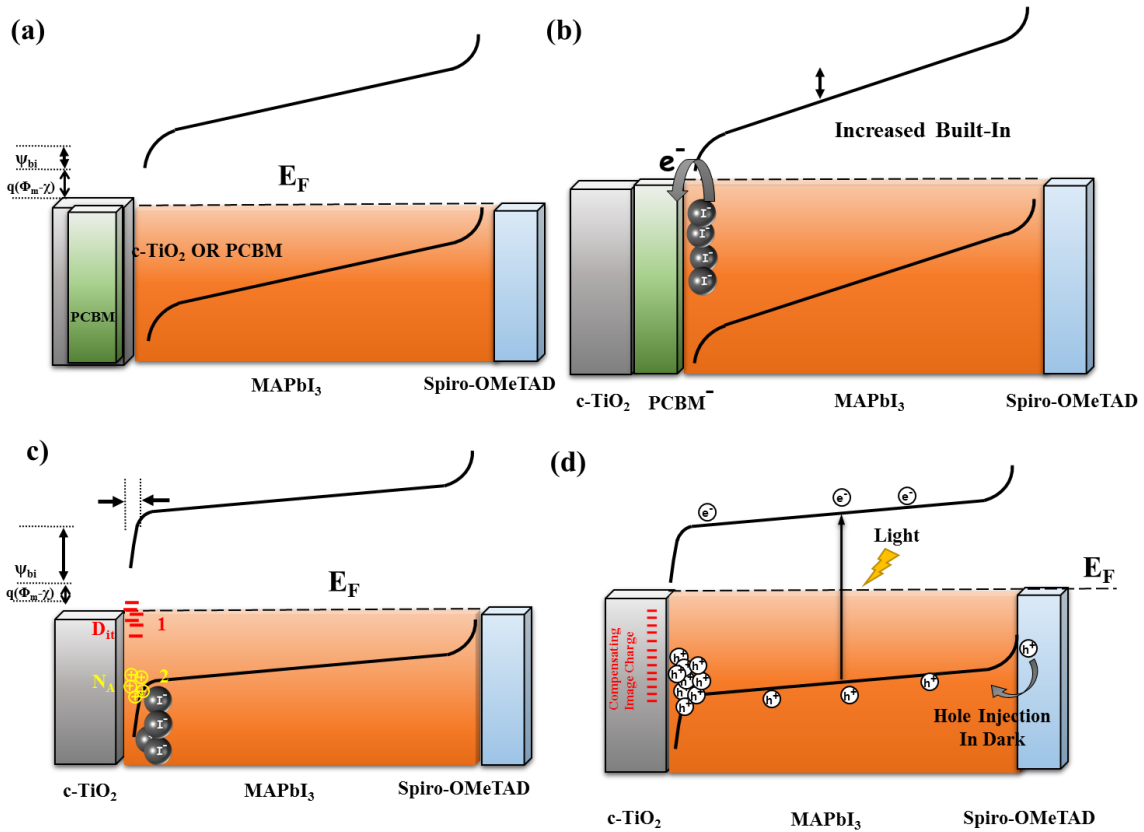 (a)
Ψbi
q(Φm-χ)
EF
c-TiO2 OR PCBM
PCBM
MAPbI3
Spiro-OMeTAD
(b)
Increased Built-In
e-
I-
I-
I-
I-
c-TiO2
PCBM-
MAPbI3
Spiro-OMeTAD
c)
Ψbi
q(Φm-χ)
EF
Dit
1
NA
2
I-
I-
I-
I-
c-TiO2
MAPbI3
Spiro-OMeTAD
(d)
e-
e-
e-
Light
EF
Compensating
Image Charge
h+
h+
h+
h+
h+
h+
h+
h+
h+
h+
h+
h+
h+
Hole Injection
In Dark
c-TiO2
MAPbI3
Spiro-OMeTAD